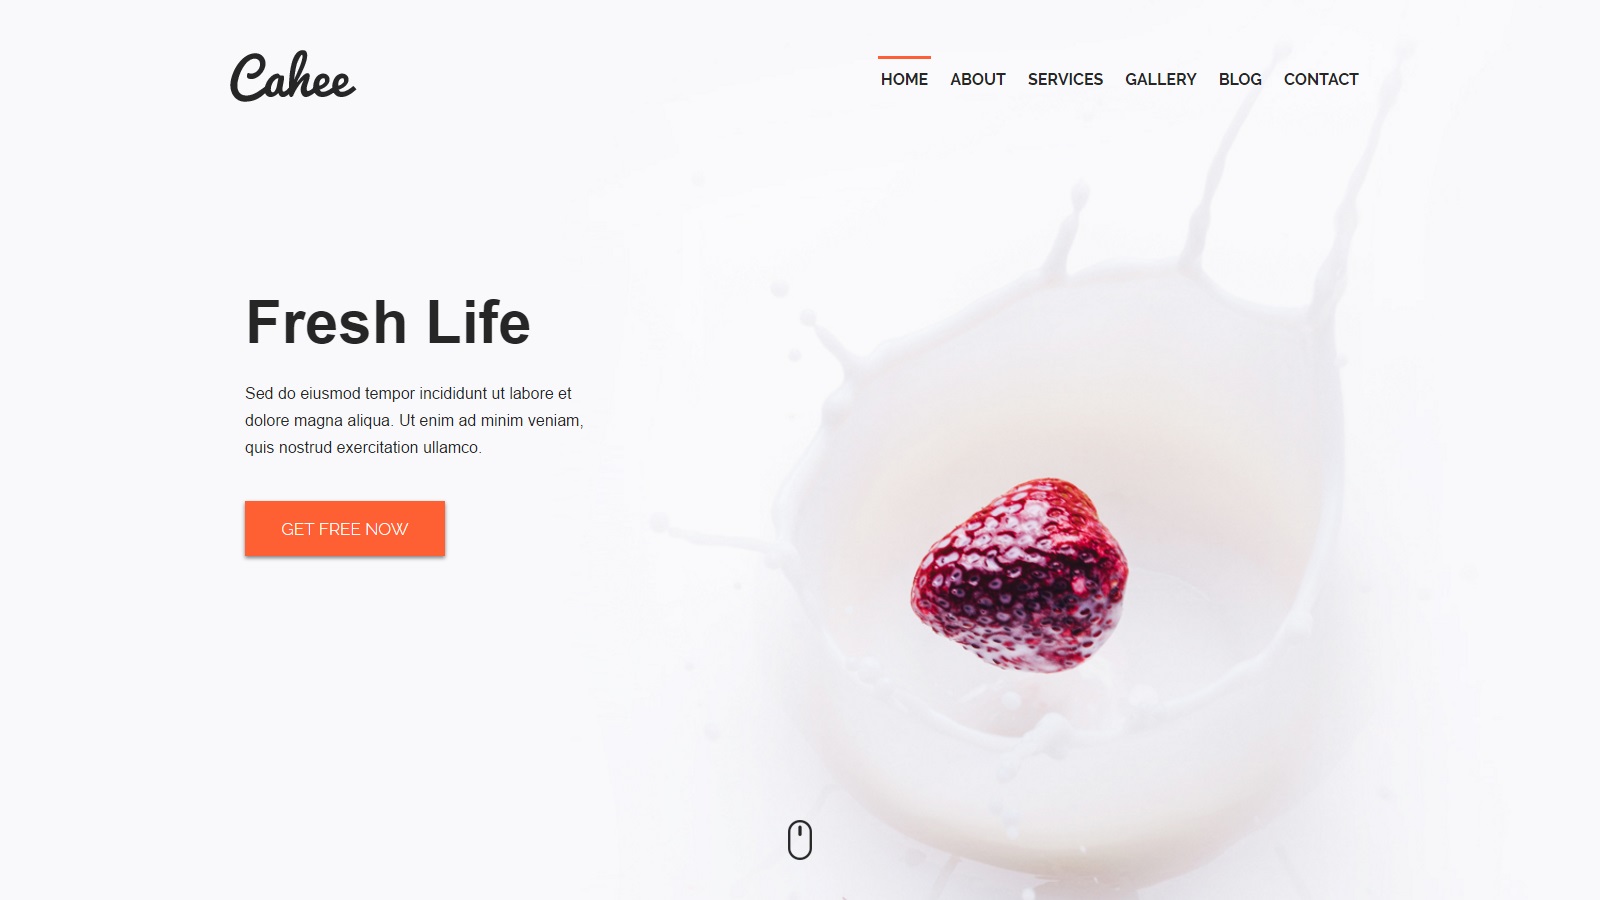 Cahee
HOME ABOUT SERVICES GALLERY BLOG CONTACT
Fresh Life
Sed do eiusmod tempor incididunt ut labore et
dolore magna aliqua. Ut enim ad minim veniam,
quis nostrud exercitation ullamco.
GET FREE NOW